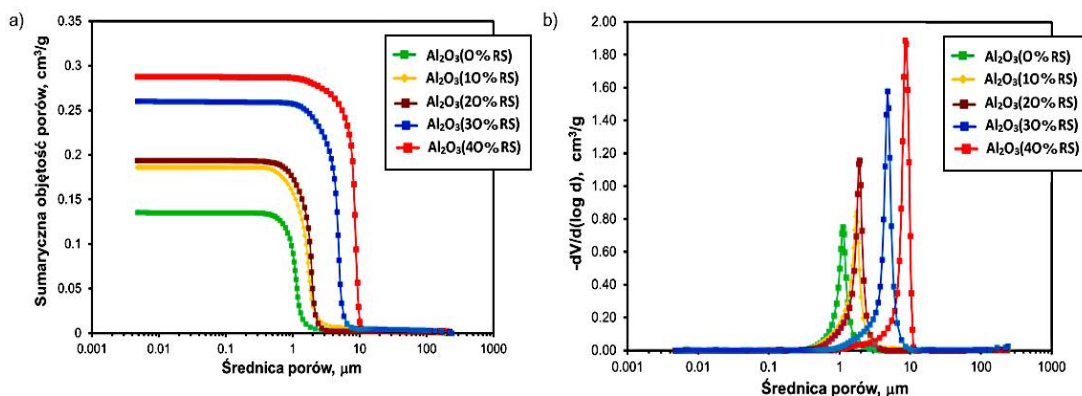 a)
0.35
0.3
0.25
0.2
0.15
0.1
0.05
0
Sumaryczna objętość porów, cm³/g
0.001 0.01 0.1 1 10 100 1000
Średnica porów, μm
Al₂O₃(0% RS)
Al₂O₃(10% RS)
Al₂O₃(20% RS)
Al₂O₃(30% RS)
Al₂O₃(40% RS)
b)
2.00
1.80
1.60
1.40
1.20
1.00
0.80
0.60
0.40
0.20
0.00
-dV/d(log d), cm³/g
0.001 0.01 0.1 1 10 100 1000
Średnica porów, μm
Al₂O₃(0% RS)
Al₂O₃(10% RS)
Al₂O₃(20% RS)
Al₂O₃(30% RS)
Al₂O₃(40% RS)